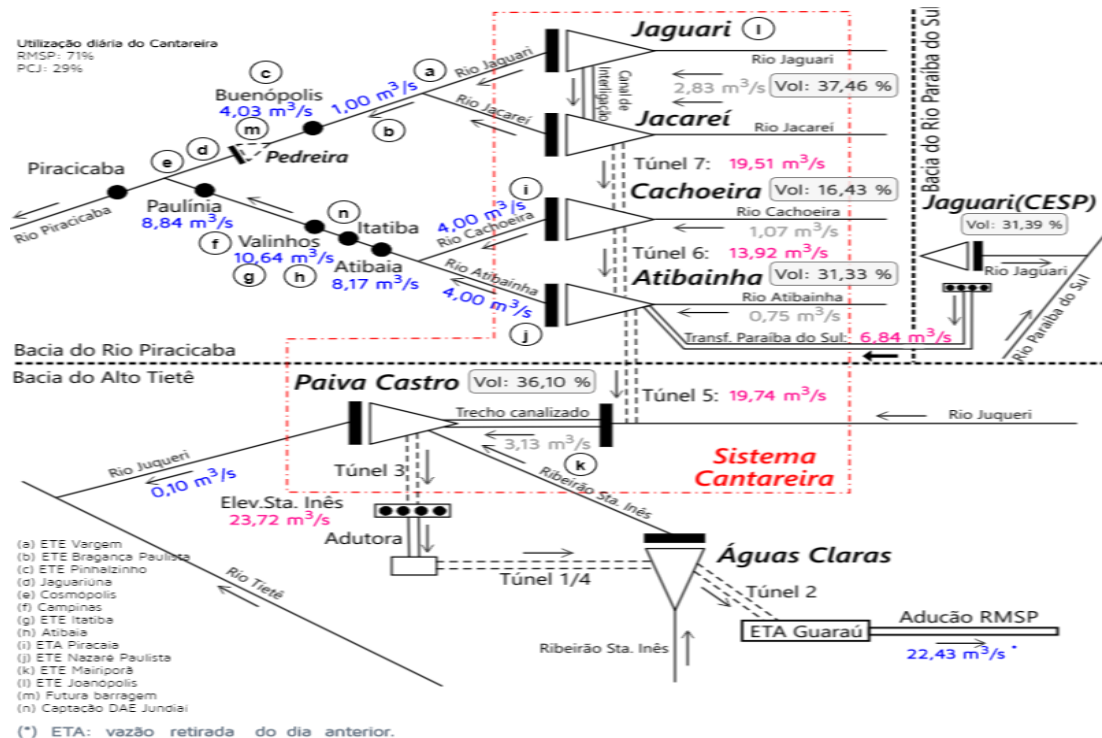 Utilização diária do Cantareira
RMSP: 71%
PCJ: 29%
Jaguari
(l)
Rio Jaguari
Rio Jaguari
(a)
(c)
Buenópolis
4,03 m³/s
1,00 m³/s
(b)
(m)
Pedreira
Canal de
Interligação
2,83 m³/s
Vol: 37,46 %
Rio Jacareí
Jacareí
Rio Jacareí
Túnel 7: 19,51 m³/s
Piracicaba
(e)
(d)
Rio Piracicaba
Paulínia
8,84 m³/s
(f)
Valinhos
10,64 m³/s
(g)
(h)
(n)
Itatiba
Atibaia
8,17 m³/s
(i)
4,00 m³/s
Rio Cachoeira
Cachoeira
Vol: 16,43 %
Rio Cachoeira
1,07 m³/s
Túnel 6: 13,92 m³/s
Rio Atibainha
4,00 m³/s
(j)
Atibainha
Vol: 31,33 %
Rio Atibainha
0,75 m³/s
Transf. Paraíba do Sul: 6,84 m³/s
Bacia do Rio Paraíba do Sul
Bacia do Rio Paraíba do Sul
Jaguari(CESP)
Vol: 31,39 %
Rio Jaguari
Rio Paraíba do Sul
Bacia do Rio Piracicaba
Bacia do Alto Tietê
Paiva Castro
Vol: 36,10 %
Túnel 5: 19,74 m³/s
Trecho canalizado
Rio Juqueri
3,13 m³/s
(k)
Rio Juqueri
0,10 m³/s
Túnel 3
Sistema
Cantareira
Ribeirão Sta. Inês
Elev.Sta. Inês
23,72 m³/s
Adutora
Túnel 1/4
Águas Claras
Túnel 2
Rio Tietê
Ribeirão Sta. Inês
ETA Guaraú
Adução RMSP
22,43 m³/s *
(a) ETE Vargem
(b) ETE Bragança Paulista
(c) ETE Pinhalzinho
(d) Jaguariúna
(e) Cosmópolis
(f) Campinas
(g) ETE Itatiba
(h) Atibaia
(i) ETA Piracaia
(j) ETE Nazaré Paulista
(k) ETE Mairiporã
(l) ETE Joanópolis
(m) Futura barragem
(n) Captação DAE Jundiaí
(*) ETA: vazão retirada do dia anterior.